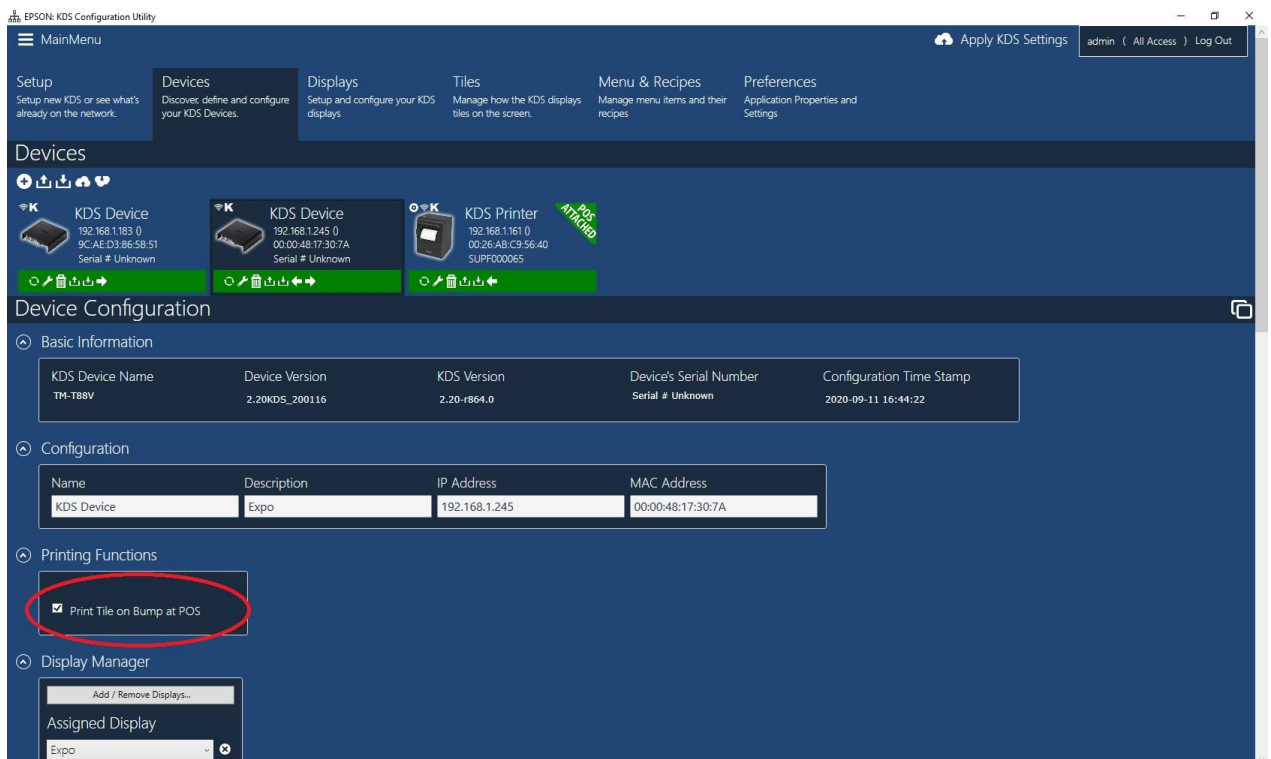 EPSON: KDS Configuration Utility
MainMenu
Apply KDS Settings
admin ( All Access ) Log Out
Setup
Setup new KDS or see what's
already on the network.
Devices
Discover, define and configure
your KDS Devices.
Displays
Setup and configure your KDS
displays
Tiles
Manage how the KDS displays
tiles on the screen.
Menu & Recipes
Manage menu items and their
recipes
Preferences
Application Properties and
Settings
Devices
K
KDS Device
192.168.1.183 ()
9C:AE:D3:86:5B:51
Serial # Unknown
K
KDS Device
192.168.1.245 ()
00:00:48:17:30:7A
Serial # Unknown
K
KDS Printer
192.168.1.161 ()
00:26:AB:C9:56:40
SUPF000065
POS
ATTACHED
Device Configuration
Basic Information
KDS Device Name
TM-T88V
Device Version
2.20KDS_200116
KDS Version
2.20-r864.0
Device's Serial Number
Serial # Unknown
Configuration Time Stamp
2020-09-11 16:44:22
Configuration
Name
KDS Device
Description
Expo
IP Address
192.168.1.245
MAC Address
00:00:48:17:30:7A
Printing Functions
Print Tile on Bump at POS
Display Manager
Add / Remove Displays...
Assigned Display
Expo